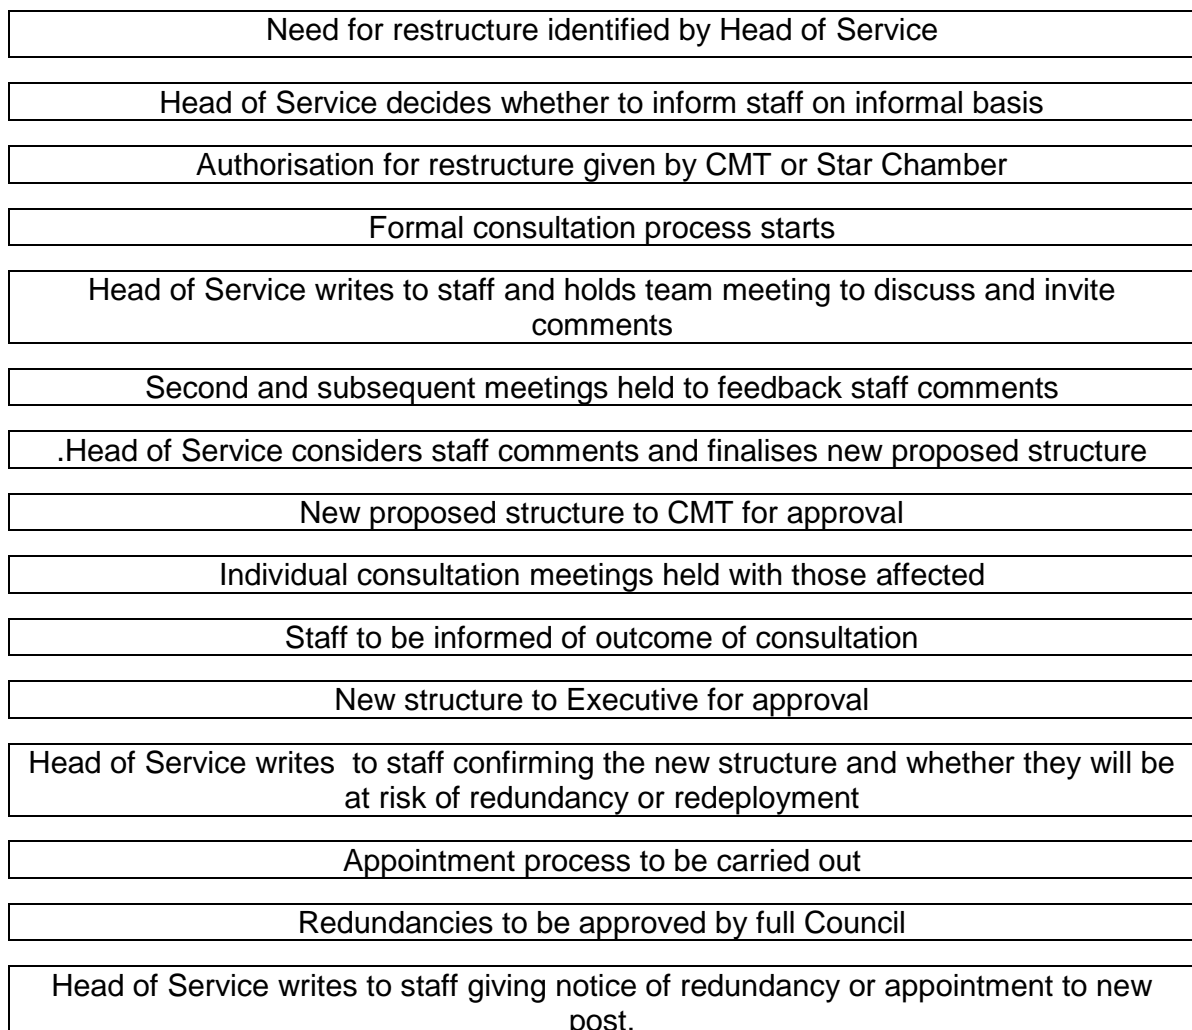 Need for restructure identified by Head of Service
Head of Service decides whether to inform staff on informal basis
Authorisation for restructure given by CMT or Star Chamber
Formal consultation process starts
Head of Service writes to staff and holds team meeting to discuss and invite
comments
Second and subsequent meetings held to feedback staff comments
.Head of Service considers staff comments and finalises new proposed structure
New proposed structure to CMT for approval
Individual consultation meetings held with those affected
Staff to be informed of outcome of consultation
New structure to Executive for approval
Head of Service writes  to staff confirming the new structure and whether they will be
at risk of redundancy or redeployment
Appointment process to be carried out
Redundancies to be approved by full Council
Head of Service writes to staff giving notice of redundancy or appointment to new
post.